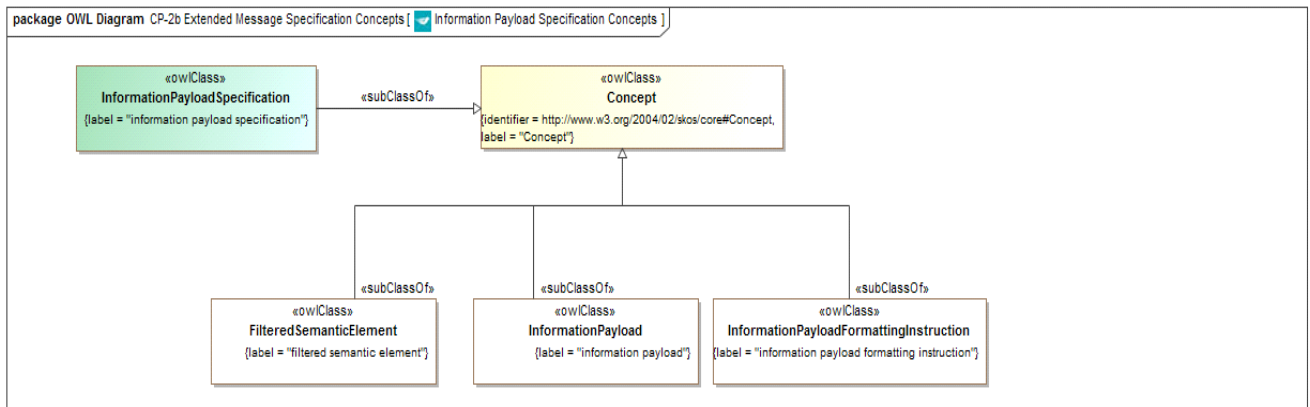 package OWL Diagram CP-2b Extended Message Specification Concepts [ Information Payload Specification Concepts ]
«owlClass»
InformationPayloadSpecification
{label = "information payload specification"}
«subClassOf»
«owlClass»
Concept
{identifier = http://www.w3.org/2004/02/skos/core#Concept,
label = "Concept"}
«subClassOf»
«subClassOf»
«subClassOf»
«owlClass»
FilteredSemanticElement
{label = "filtered semantic element"}
«owlClass»
InformationPayload
{label = "information payload"}
«owlClass»
InformationPayloadFormattingInstruction
{label = "information payload formatting instruction"}